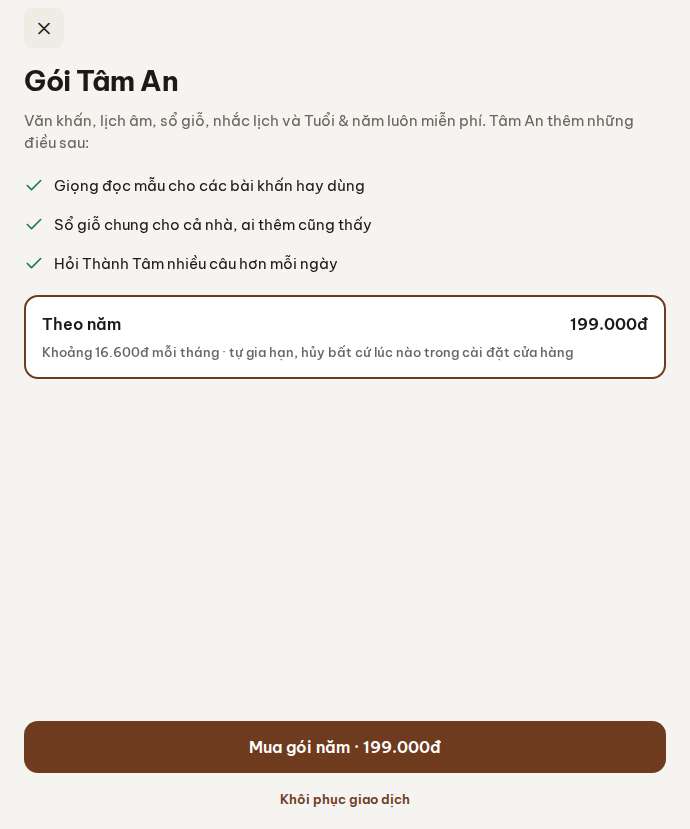 Gói Tâm An
Văn khấn, lịch âm, sổ giỗ, nhắc lịch và Tuổi & năm luôn miễn phí. Tâm An thêm những
điều sau:
Giọng đọc mẫu cho các bài khấn hay dùng
Sổ giỗ chung cho cả nhà, ai thêm cũng thấy
Hỏi Thành Tâm nhiều câu hơn mỗi ngày
Theo năm 199.000đ
Khoảng 16.600đ mỗi tháng · tự gia hạn, hủy bất cứ lúc nào trong cài đặt cửa hàng
Mua gói năm · 199.000đ
Khôi phục giao dịch